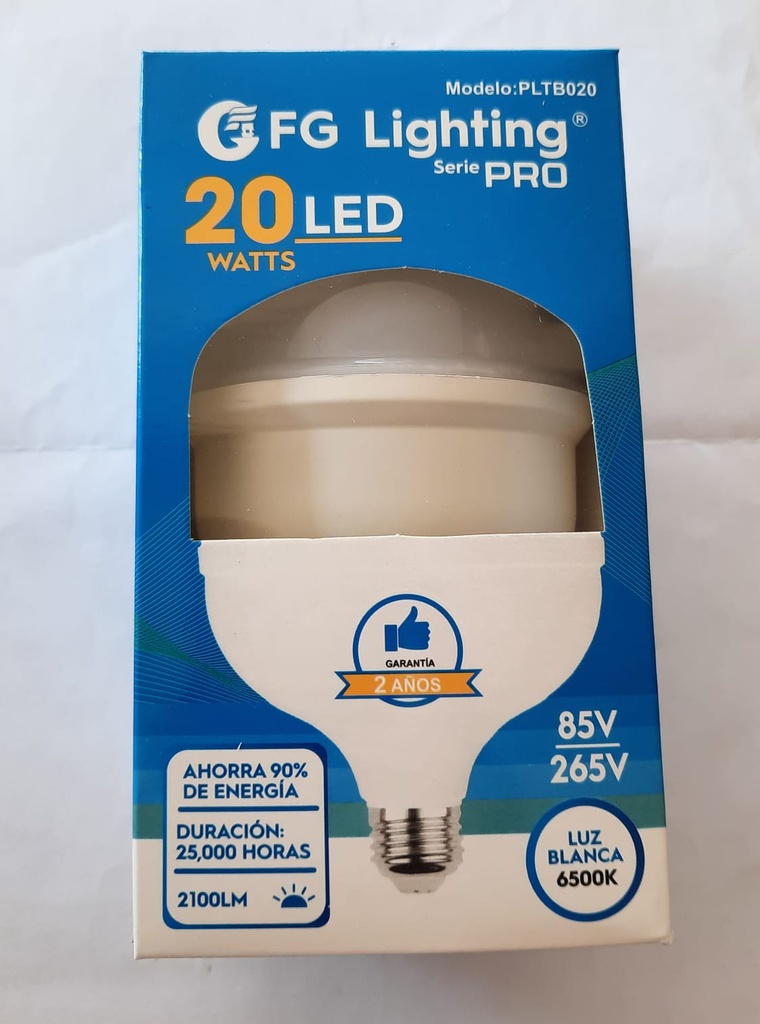 Modelo:PLTB020
FG Lighting®
Serie PRO
20 LED
WATTS
GARANTÍA
2 AÑOS
85V
265V
AHORRA 90%
DE ENERGÍA
DURACIÓN:
25,000 HORAS
2100LM
LUZ
BLANCA
6500K